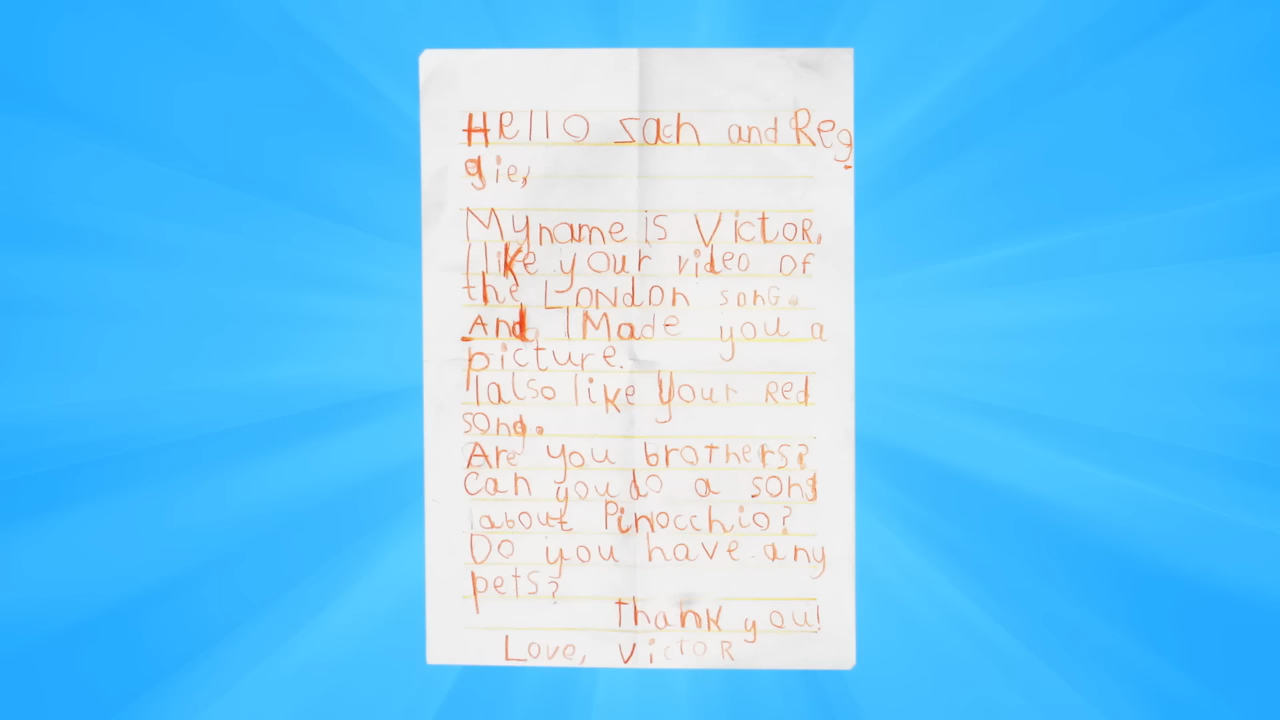 Hello Zach and Reg
gie,
My name is Victor.
I like your video of
the London song.
And I Made you a
picture.
I also like your Red
song.
Are you brothers?
Can you do a song
about Pinocchio?
Do you have any
pets?
Thank you!
Love, Victor